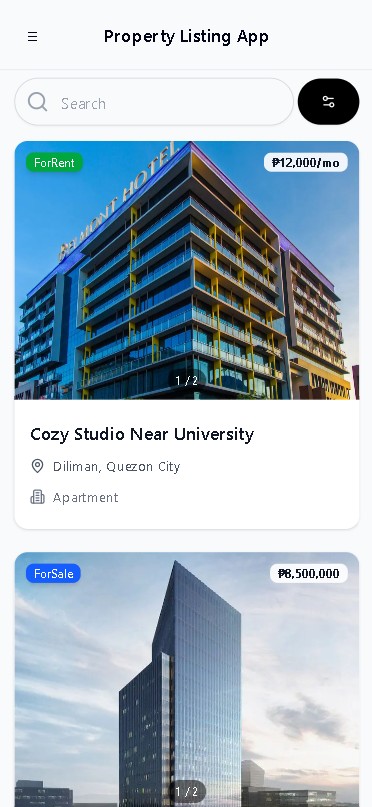 Property Listing App
Search
ForRent
₱12,000/mo
BELMONT HOTEL
1 / 2
Cozy Studio Near University
Diliman, Quezon City
Apartment
ForSale
₱8,500,000
1 / 2